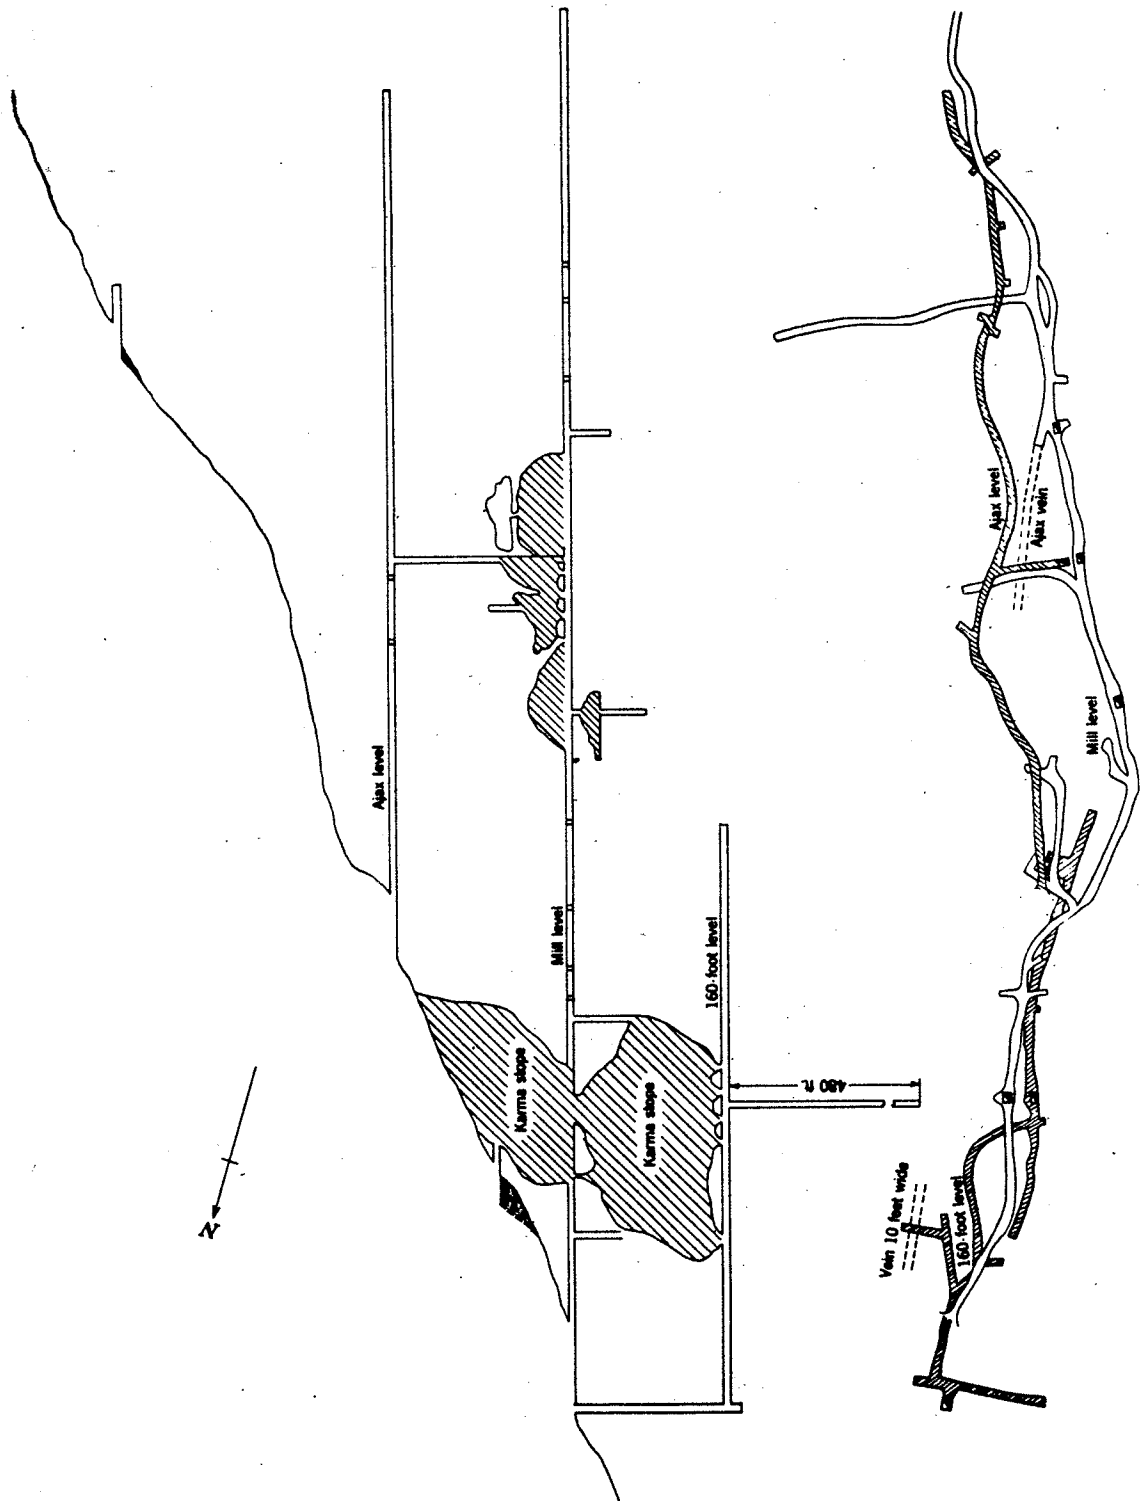 Ajax level
Mill level
160-foot level
Karma stope
Karma stope
480 ft.
N
Ajax level
Ajax vein
Mill level
Vein 10 feet wide
160-foot level